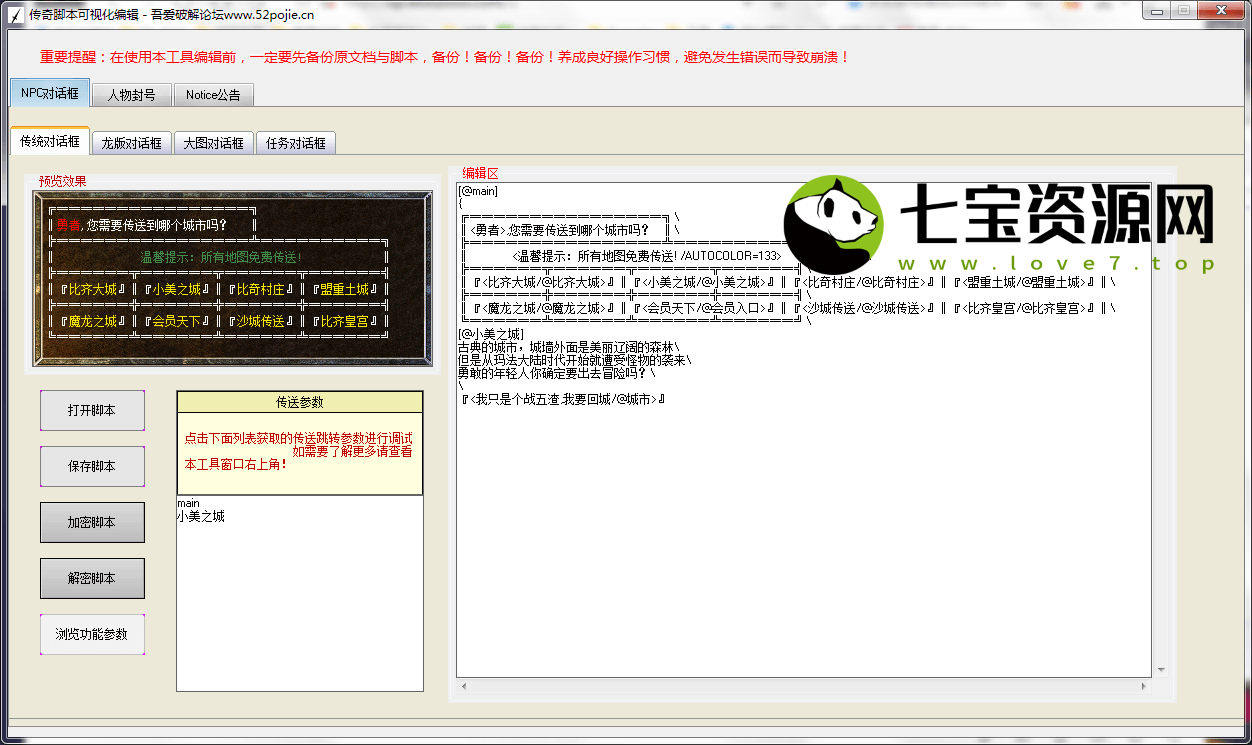 传奇脚本可视化编辑 - 吾爱破解论坛www.52pojie.cn
重要提醒：在使用本工具编辑前，一定要先备份原文档与脚本，备份！备份！备份！养成良好操作习惯，避免发生错误而导致崩溃！
NPC对话框 人物封号 Notice公告
传统对话框 龙版对话框 大图对话框 任务对话框
预览效果
╔═══════════════════╗
║勇者,您需要传送到哪个城市吗? ║
║ 温馨提示：所有地图免费传送! ║
║『比齐大城』║『小美之城』║『比奇村庄』║『盟重土城』║
║『魔龙之城』║『会员天下』║『沙城传送』║『比齐皇宫』║
打开脚本
保存脚本
加密脚本
解密脚本
浏览功能参数
传送参数
点击下面列表获取的传送跳转参数进行调试
如需要了解更多请查看
本工具窗口右上角!
main
小美之城
编辑区
[@main]
{
╔═══════════════════╗\
║<勇者>.您需要传送到哪个城市吗? ║\
║ <温馨提示：所有地图免费传送!/AUTOCOLOR=133>
║『<比齐大城/@比齐大城>』║『<小美之城/@小美之城>』║『<比奇村庄/@比奇村庄>』║『<盟重土城/@盟重土城>』║\
║『<魔龙之城/@魔龙之城>』║『<会员天下/@会员入口>』║『<沙城传送/@沙城传送>』║『<比齐皇宫/@比齐皇宫>』║\
[@小美之城]
古典的城市，城墙外面是美丽辽阔的森林\
但是从玛法大陆时代开始就遭受怪物的袭来\
勇敢的年轻人你确定要出去冒险吗？\
\
『<我只是个战五渣.我要回城/@城市>』
七宝资源网
www.love7.top